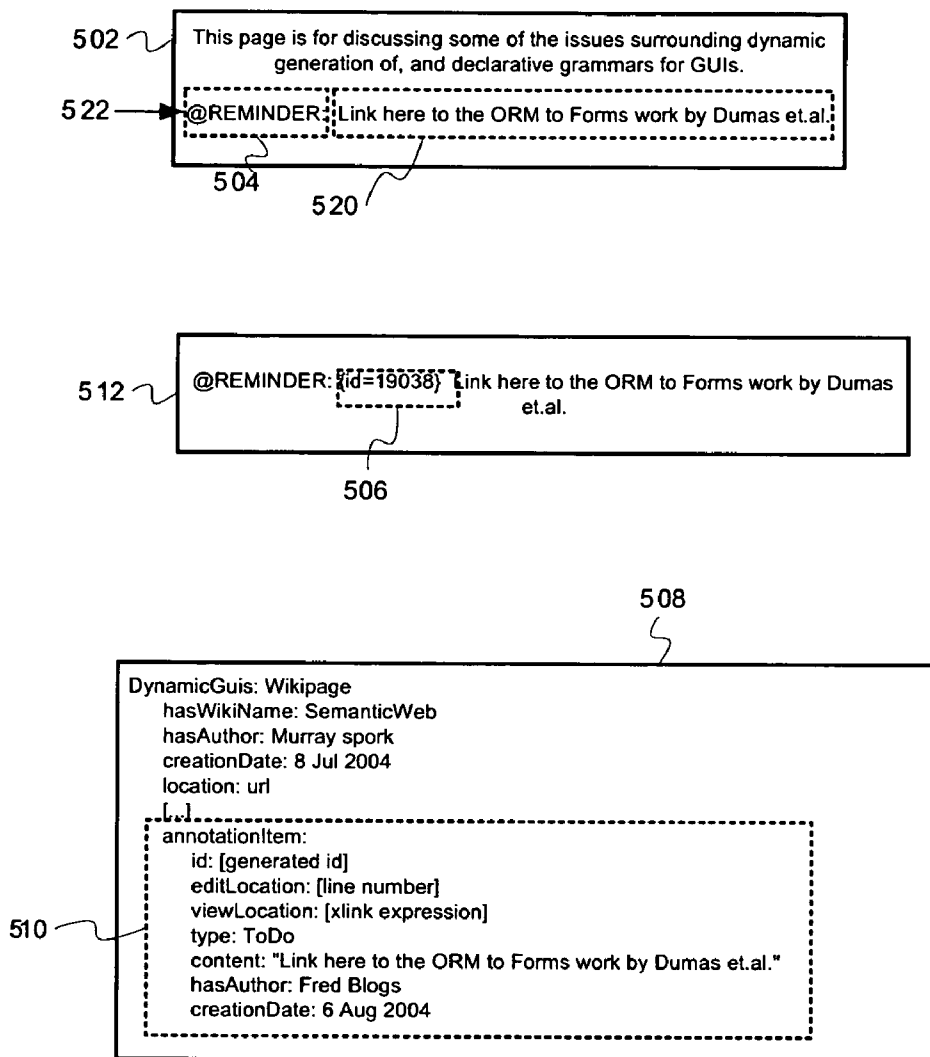 502
This page is for discussing some of the issues surrounding dynamic
generation of, and declarative grammars for GUIs.
522
@REMINDER: Link here to the ORM to Forms work by Dumas et.al.
504
520
512
@REMINDER: {id=19038} Link here to the ORM to Forms work by Dumas
et.al.
506
508
DynamicGuis: Wikipage
hasWikiName: SemanticWeb
hasAuthor: Murray spork
creationDate: 8 Jul 2004
location: url
[...]
annotationItem:
id: [generated id]
editLocation: [line number]
viewLocation: [xlink expression]
510
type: ToDo
content: "Link here to the ORM to Forms work by Dumas et.al."
hasAuthor: Fred Blogs
creationDate: 6 Aug 2004